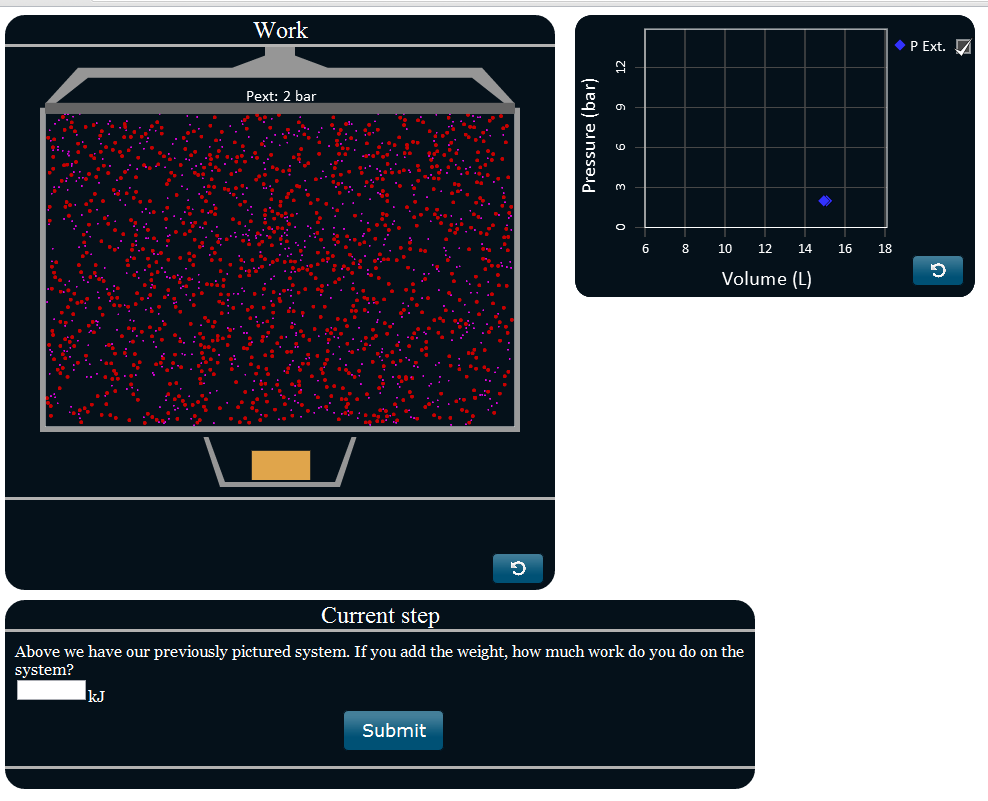 Work
Pext: 2 bar
P Ext.
Pressure (bar)
12
9
6
3
0
6 8 10 12 14 16 18
Volume (L)
Current step
Above we have our previously pictured system. If you add the weight, how much work do you do on the
system?
kJ
Submit